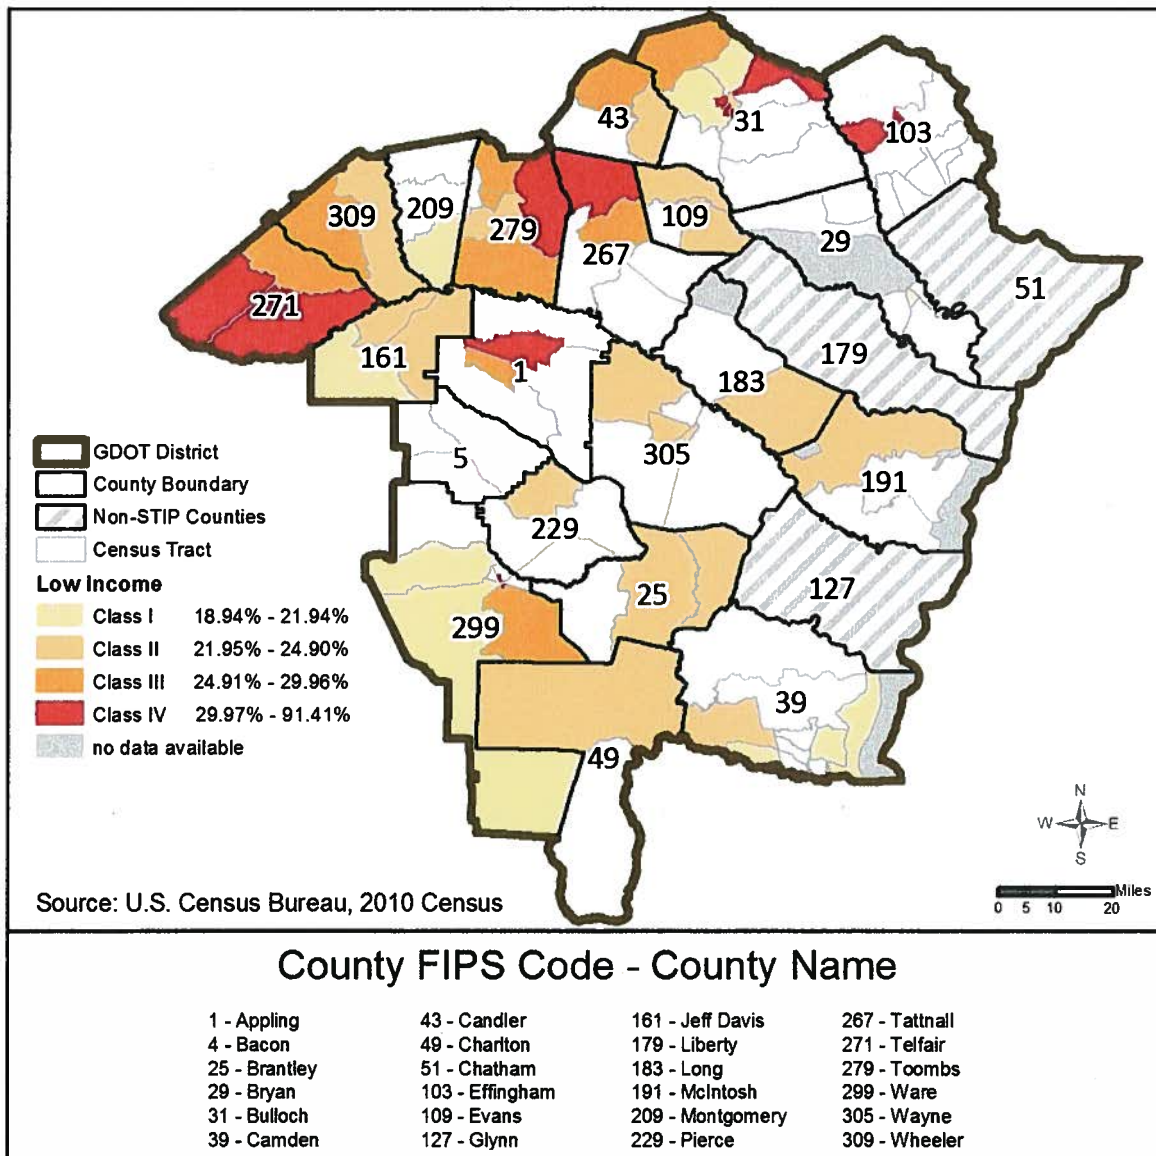 43
31
103
309
209
279
109
267
29
51
271
161
179
1
183
5
305
191
229
25
127
299
39
49
GDOT District
County Boundary
Non-STIP Counties
Census Tract
Low Income
Class I 18.94% - 21.94%
Class II 21.95% - 24.90%
Class III 24.91% - 29.96%
Class IV 29.97% - 91.41%
no data available
N
W E
S
Miles
0 5 10 20
Source: U.S. Census Bureau, 2010 Census
County FIPS Code - County Name
1 - Appling 43 - Candler 161 - Jeff Davis 267 - Tattnall
4 - Bacon 49 - Charlton 179 - Liberty 271 - Telfair
25 - Brantley 51 - Chatham 183 - Long 279 - Toombs
29 - Bryan 103 - Effingham 191 - McIntosh 299 - Ware
31 - Bulloch 109 - Evans 209 - Montgomery 305 - Wayne
39 - Camden 127 - Glynn 229 - Pierce 309 - Wheeler